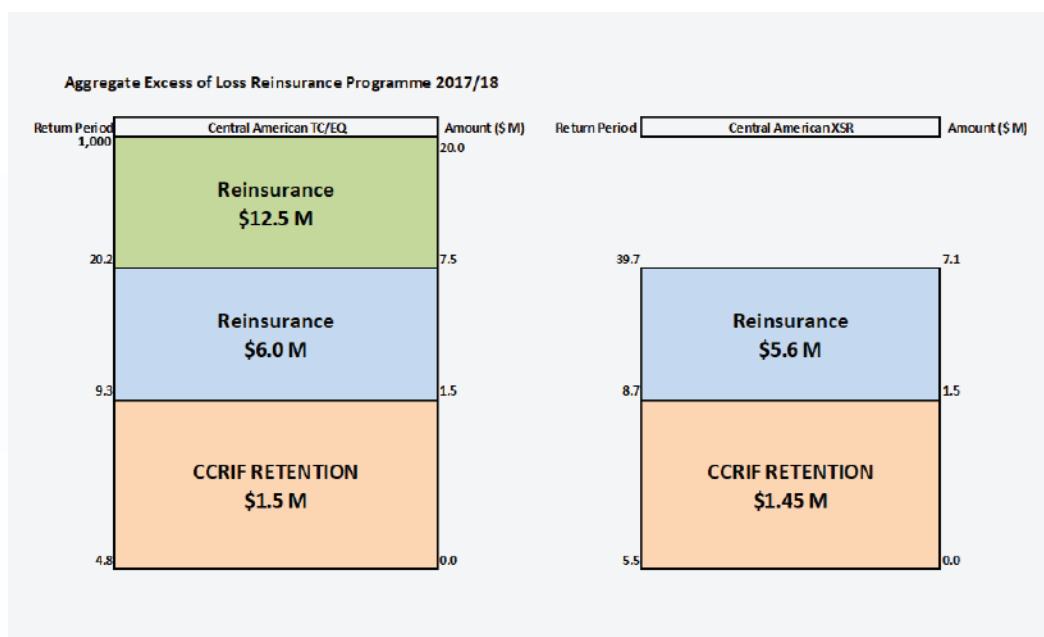 Aggregate Excess of Loss Reinsurance Programme 2017/18
Return Period
Central American TC/EQ
Amount ($ M)
1,000
20.0
Reinsurance
$12.5 M
20.2
7.5
Reinsurance
$6.0 M
9.3
1.5
CCRIF RETENTION
$1.5 M
4.8
0.0
Return Period
Central American XSR
Amount ($ M)
39.7
7.1
Reinsurance
$5.6 M
8.7
1.5
CCRIF RETENTION
$1.45 M
5.5
0.0